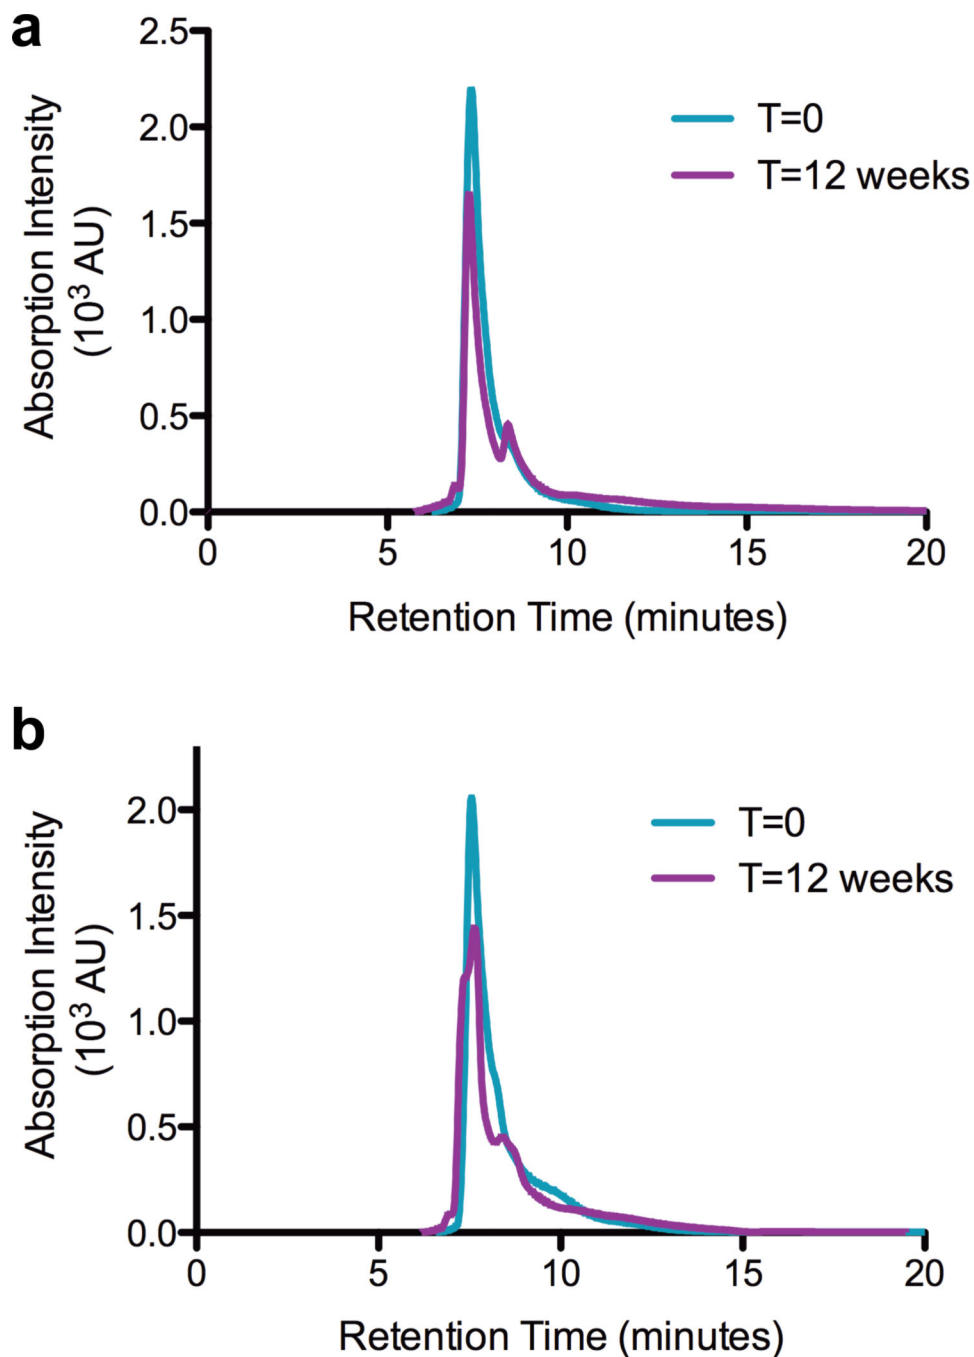 a
2.5
2.0
1.5
1.0
0.5
0.0
Absorption Intensity
(10³ AU)
T=0
T=12 weeks
0 5 10 15 20
Retention Time (minutes)
b
2.0
1.5
1.0
0.5
0.0
Absorption Intensity
(10³ AU)
T=0
T=12 weeks
0 5 10 15 20
Retention Time (minutes)